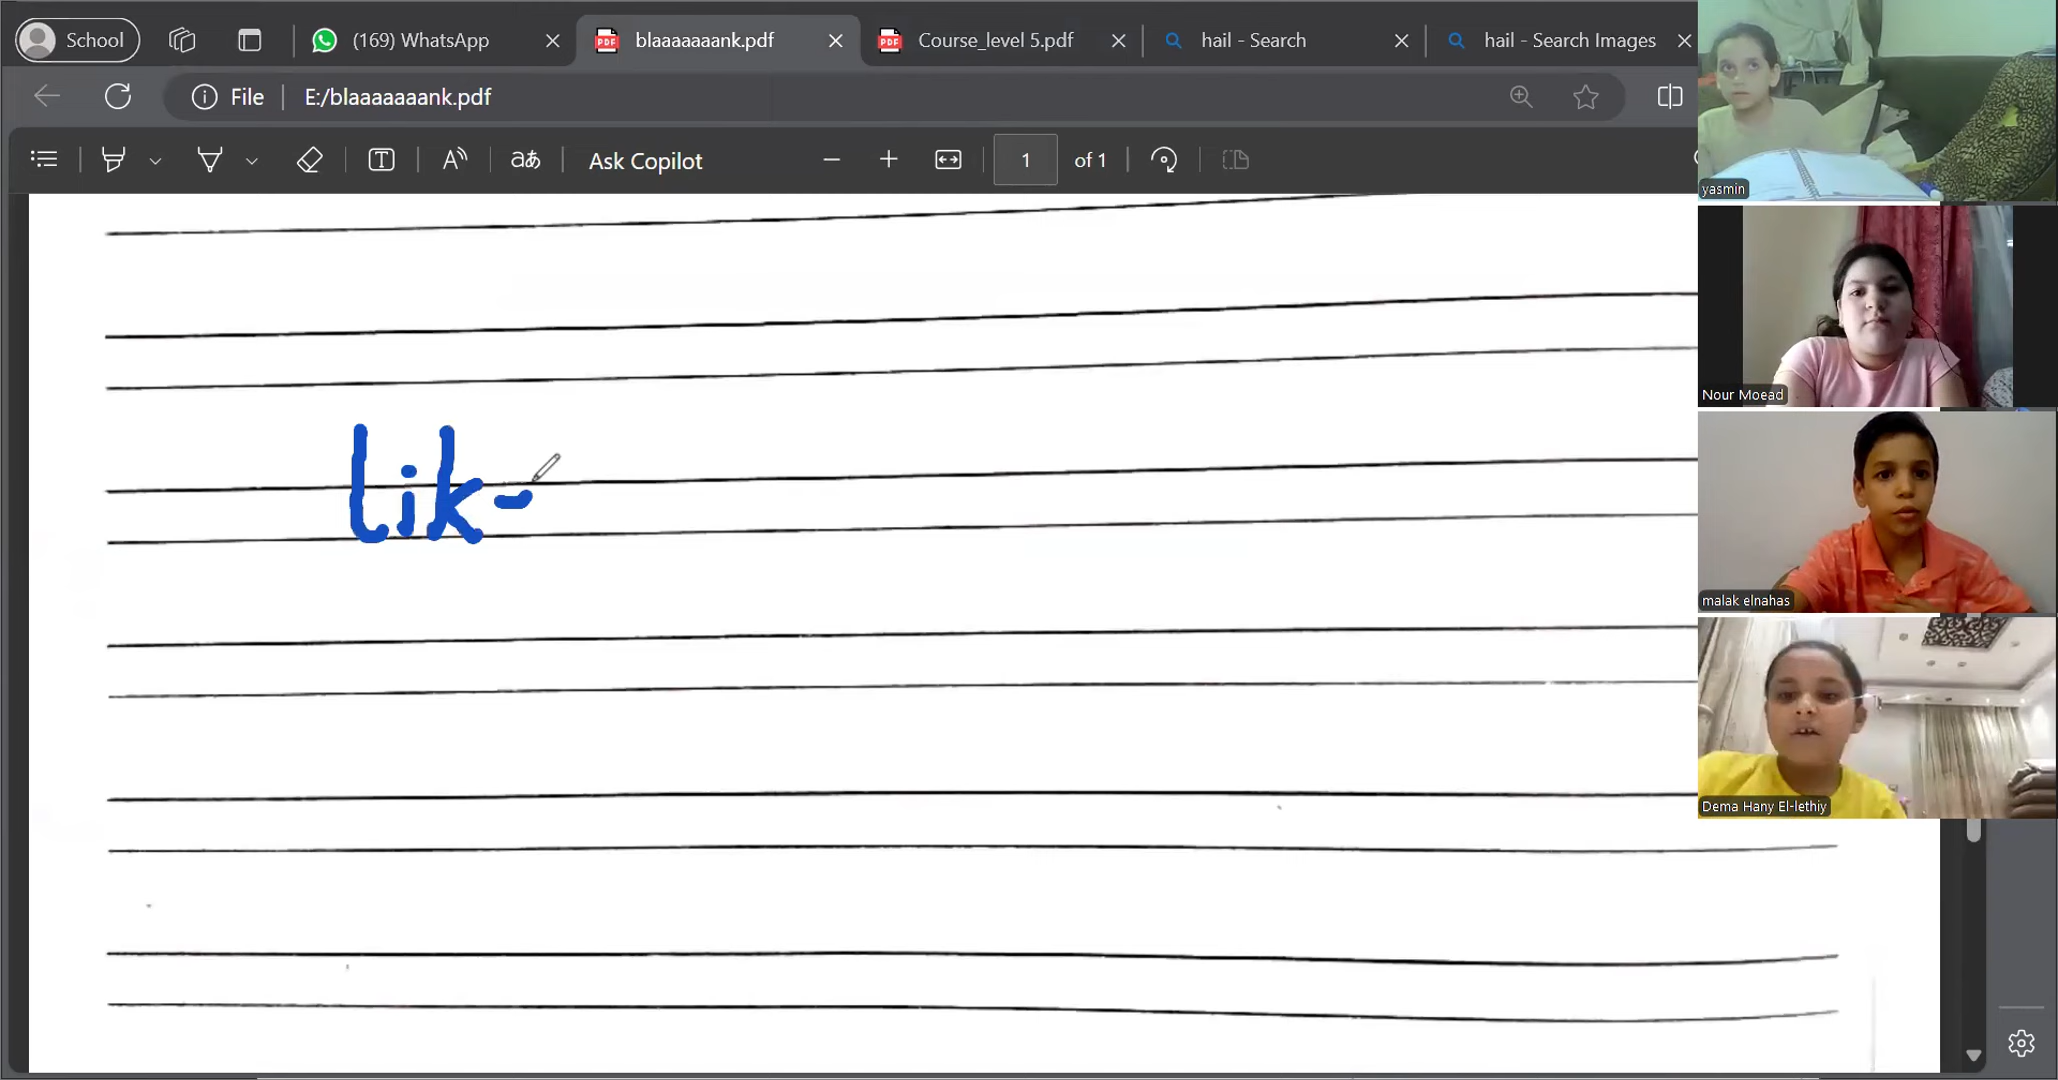 School
(169) WhatsApp
blaaaaaaank.pdf
Course_level 5.pdf
hail - Search
hail - Search Images
File
E:/blaaaaaaank.pdf
Ask Copilot
1
of 1
lik-
yasmin
Nour Moead
malak elnahas
Dema Hany El-lethiy